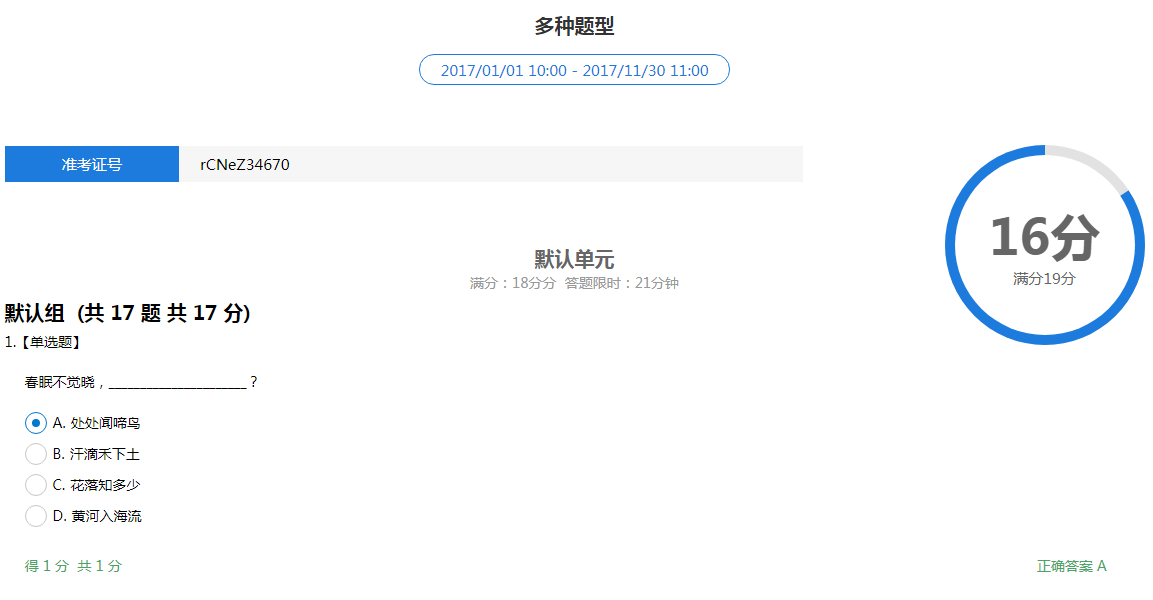 多种题型
2017/01/01 10:00 - 2017/11/30 11:00
准考证号 rCNeZ34670
16分
满分19分
默认单元
满分：18分分 答题限时：21分钟
默认组 (共 17 题 共 17 分)
1.【单选题】
春眠不觉晓，______________________？
A. 处处闻啼鸟
B. 汗滴禾下土
C. 花落知多少
D. 黄河入海流
得 1 分 共 1 分 正确答案 A